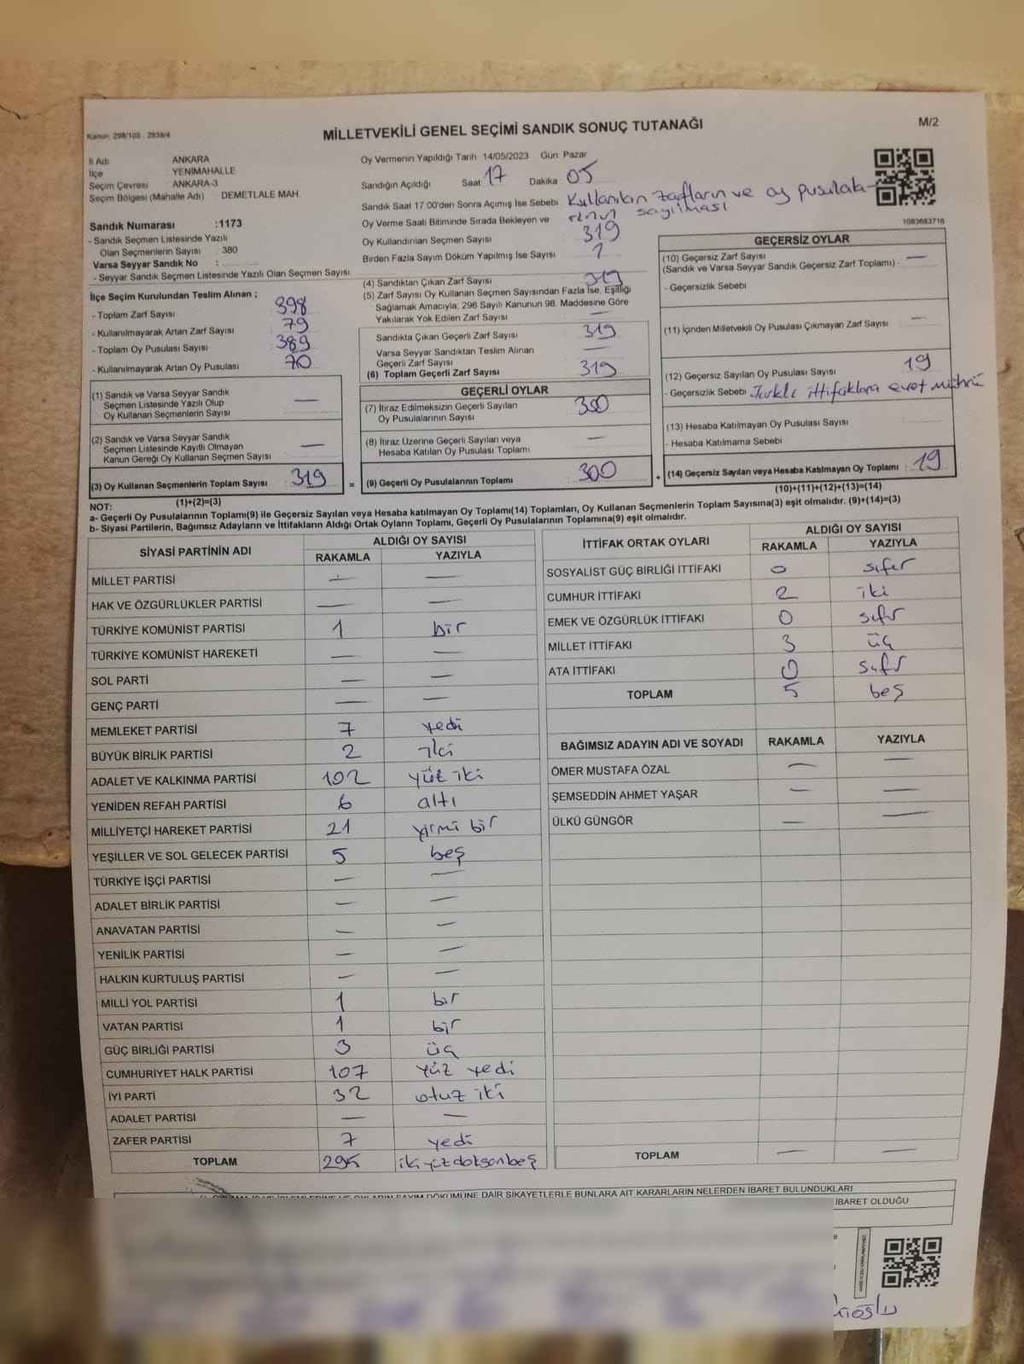 Kanun: 298/105 - 2839/4
MİLLETVEKİLİ GENEL SEÇİMİ SANDIK SONUÇ TUTANAĞI
M/2
İl Adı ANKARA
İlçe YENİMAHALLE
Seçim Çevresi ANKARA-3
Seçim Bölgesi (Mahalle Adı) DEMETLALE MAH.
Sandık Numarası :1173
- Sandık Seçmen Listesinde Yazılı
Olan Seçmenlerin Sayısı : 380
Varsa Seyyar Sandık No :
- Seyyar Sandık Seçmen Listesinde Yazılı Olan Seçmen Sayısı
Oy Vermenin Yapıldığı Tarih 14/05/2023 Gün: Pazar
Sandığın Açıldığı Saat 17 Dakika 05
Sandık Saat 17.00'den Sonra Açılmış İse Sebebi Kullanılan zarfların ve oy pusulala-
rının sayılması
Oy Verme Saati Bitiminde Sırada Bekleyen ve
Oy Kullandırılan Seçmen Sayısı 319
Birden Fazla Sayım Döküm Yapılmış İse Sayısı 1
1083683716
İlçe Seçim Kurulundan Teslim Alınan ;
- Toplam Zarf Sayısı 398
- Kullanılmayarak Artan Zarf Sayısı 79
- Toplam Oy Pusulası Sayısı 389
- Kullanılmayarak Artan Oy Pusulası 70
(4) Sandıktan Çıkan Zarf Sayısı 319
(5) Zarf Sayısı Oy Kullanan Seçmen Sayısından Fazla İse, Eşitliği
Sağlamak Amacıyla; 298 Sayılı Kanunun 98. Maddesine Göre
Yakılarak Yok Edilen Zarf Sayısı
Sandıkta Çıkan Geçerli Zarf Sayısı 319
Varsa Seyyar Sandıktan Teslim Alınan
Geçerli Zarf Sayısı —
(6) Toplam Geçerli Zarf Sayısı 319
GEÇERSİZ OYLAR
(10) Geçersiz Zarf Sayısı —
(Sandık ve Varsa Seyyar Sandık Geçersiz Zarf Toplamı)
- Geçersizlik Sebebi
(11) İçinden Milletvekili Oy Pusulası Çıkmayan Zarf Sayısı —
(12) Geçersiz Sayılan Oy Pusulası Sayısı 19
- Geçersizlik Sebebi Farklı ittifaklara evet mührü
(13) Hesaba Katılmayan Oy Pusulası Sayısı —
- Hesaba Katılmama Sebebi
(14) Geçersiz Sayılan veya Hesaba Katılmayan Oy Toplamı 19
(10)+(11)+(12)+(13)=(14)
(1) Sandık ve Varsa Seyyar Sandık
Seçmen Listesinde Yazılı Olup
Oy Kullanan Seçmenlerin Sayısı —
(2) Sandık ve Varsa Seyyar Sandık
Seçmen Listesinde Kayıtlı Olmayan
Kanun Gereği Oy Kullanan Seçmen Sayısı —
(3) Oy Kullanan Seçmenlerin Toplam Sayısı 319
(1)+(2)=(3)
GEÇERLİ OYLAR
(7) İtiraz Edilmeksizin Geçerli Sayılan
Oy Pusulalarının Sayısı 300
(8) İtiraz Üzerine Geçerli Sayılan veya
Hesaba Katılan Oy Pusulası Toplamı —
= (9) Geçerli Oy Pusulalarının Toplamı 300 +
NOT:
a- Geçerli Oy Pusulalarının Toplamı(9) ile Geçersiz Sayılan veya Hesaba katılmayan Oy Toplamı(14) Toplamları, Oy Kullanan Seçmenlerin Toplam Sayısına(3) eşit olmalıdır. (9)+(14)=(3)
b- Siyasi Partilerin, Bağımsız Adayların ve İttifakların Aldığı Ortak Oyların Toplamı, Geçerli Oy Pusulalarının Toplamına(9) eşit olmalıdır.
SİYASİ PARTİNİN ADI
ALDIĞI OY SAYISI
RAKAMLA YAZIYLA
MİLLET PARTİSİ — —
HAK VE ÖZGÜRLÜKLER PARTİSİ — —
TÜRKİYE KOMÜNİST PARTİSİ 1 bir
TÜRKİYE KOMÜNİST HAREKETİ — —
SOL PARTİ — —
GENÇ PARTİ — —
MEMLEKET PARTİSİ 7 yedi
BÜYÜK BİRLİK PARTİSİ 2 iki
ADALET VE KALKINMA PARTİSİ 102 yüz iki
YENİDEN REFAH PARTİSİ 6 altı
MİLLİYETÇİ HAREKET PARTİSİ 21 yirmi bir
YEŞİLLER VE SOL GELECEK PARTİSİ 5 beş
TÜRKİYE İŞÇİ PARTİSİ — —
ADALET BİRLİK PARTİSİ — —
ANAVATAN PARTİSİ — —
YENİLİK PARTİSİ — —
HALKIN KURTULUŞ PARTİSİ — —
MİLLİ YOL PARTİSİ 1 bir
VATAN PARTİSİ 1 bir
GÜÇ BİRLİĞİ PARTİSİ 3 üç
CUMHURİYET HALK PARTİSİ 107 yüz yedi
İYİ PARTİ 32 otuz iki
ADALET PARTİSİ — —
ZAFER PARTİSİ 7 yedi
TOPLAM 295 ikiyüzdoksanbeş
İTTİFAK ORTAK OYLARI
ALDIĞI OY SAYISI
RAKAMLA YAZIYLA
SOSYALİST GÜÇ BİRLİĞİ İTTİFAKI 0 sıfır
CUMHUR İTTİFAKI 2 iki
EMEK VE ÖZGÜRLÜK İTTİFAKI 0 sıfır
MİLLET İTTİFAKI 3 üç
ATA İTTİFAKI 0 sıfır
TOPLAM 5 beş
BAĞIMSIZ ADAYIN ADI VE SOYADI RAKAMLA YAZIYLA
ÖMER MUSTAFA ÖZAL — —
ŞEMSEDDİN AHMET YAŞAR — —
ÜLKÜ GÜNGÖR — —
TOPLAM — —
DÖKÜMÜNE DAİR ŞİKAYETLERLE BUNLARA AİT KARARLARIN NELERDEN İBARET BULUNDUKLARI
İBARET OLDUĞU